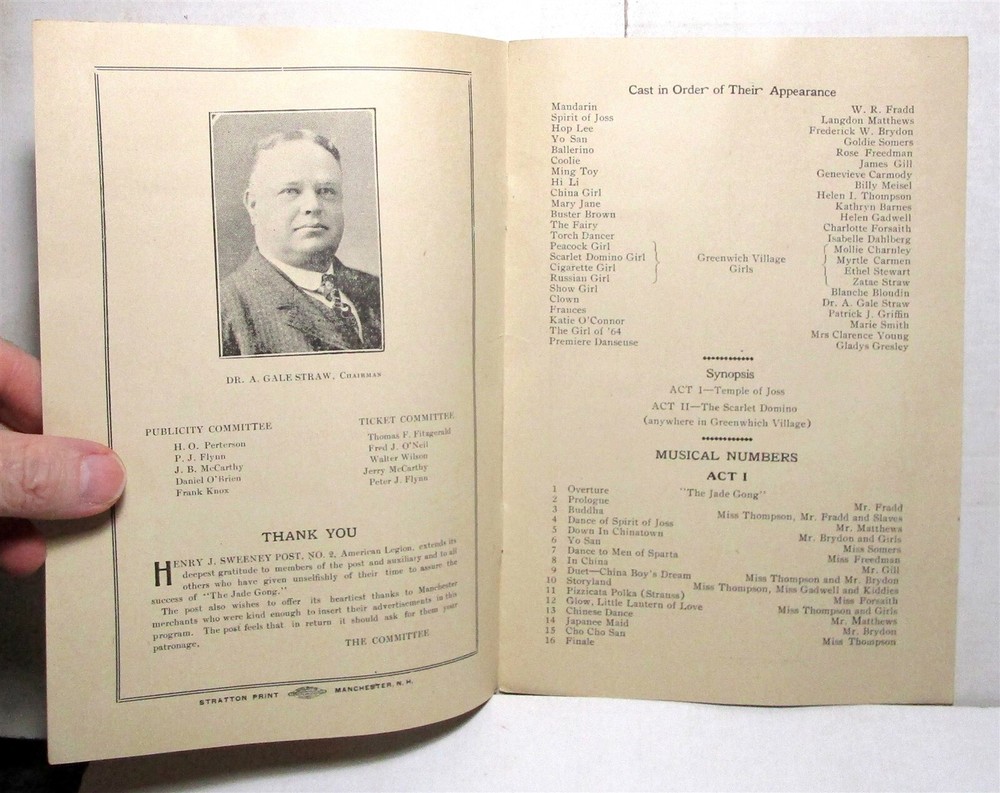 DR. A. GALE STRAW, CHAIRMAN
PUBLICITY COMMITTEE
H. O. Perterson
P. J. Flynn
J. B. McCarthy
Daniel O'Brien
Frank Knox
TICKET COMMITTEE
Thomas F. Fitzgerald
Fred J. O'Neil
Walter Wilson
Jerry McCarthy
Peter J. Flynn
THANK YOU
HENRY J. SWEENEY POST, NO. 2, American Legion, extends its
deepest gratitude to members of the post and auxiliary and to all
others who have given unselfishly of their time to assure the
success of "The Jade Gong."
The post also wishes to offer its heartiest thanks to Manchester
merchants who were kind enough to insert their advertisements in this
program. The post feels that in return it should ask for them your
patronage.
THE COMMITTEE
STRATTON PRINT MANCHESTER, N. H.
Cast in Order of Their Appearance
Mandarin W. R. Fradd
Spirit of Joss Langdon Matthews
Hop Lee Frederick W. Brydon
Yo San Goldie Somers
Ballerino Rose Freedman
Coolie James Gill
Ming Toy Genevieve Carmody
Hi Li Billy Meisel
China Girl Helen I. Thompson
Mary Jane Kathryn Barnes
Buster Brown Helen Gadwell
The Fairy Charlotte Forsaith
Torch Dancer Isabelle Dahlberg
Peacock Girl Mollie Charnley
Scarlet Domino Girl Greenwich Village Myrtle Carmen
Cigarette Girl Girls Ethel Stewart
Russian Girl Zatae Straw
Show Girl Blanche Bloudin
Clown Dr. A. Gale Straw
Frances Patrick J. Griffin
Katie O'Connor Marie Smith
The Girl of '64 Mrs Clarence Young
Premiere Danseuse Gladys Gresley
Synopsis
ACT I—Temple of Joss
ACT II—The Scarlet Domino
(anywhere in Greenwhich Village)
MUSICAL NUMBERS
ACT I
1 Overture "The Jade Gong"
2 Prologue Mr. Fradd
3 Buddha Miss Thompson, Mr. Fradd and Slaves
4 Dance of Spirit of Joss Mr. Matthews
5 Down In Chinatown Mr. Brydon and Girls
6 Yo San Miss Somers
7 Dance to Men of Sparta Miss Freedman
8 In China Mr. Gill
9 Duet—China Boy's Dream Miss Thompson and Mr. Brydon
10 Storyland Miss Thompson, Miss Gadwell and Kiddies
11 Pizzicata Polka (Strauss) Miss Forsaith
12 Glow, Little Lantern of Love Miss Thompson and Girls
13 Chinese Dance Mr. Matthews
14 Japanee Maid Mr. Brydon
15 Cho Cho San Miss Thompson
16 Finale